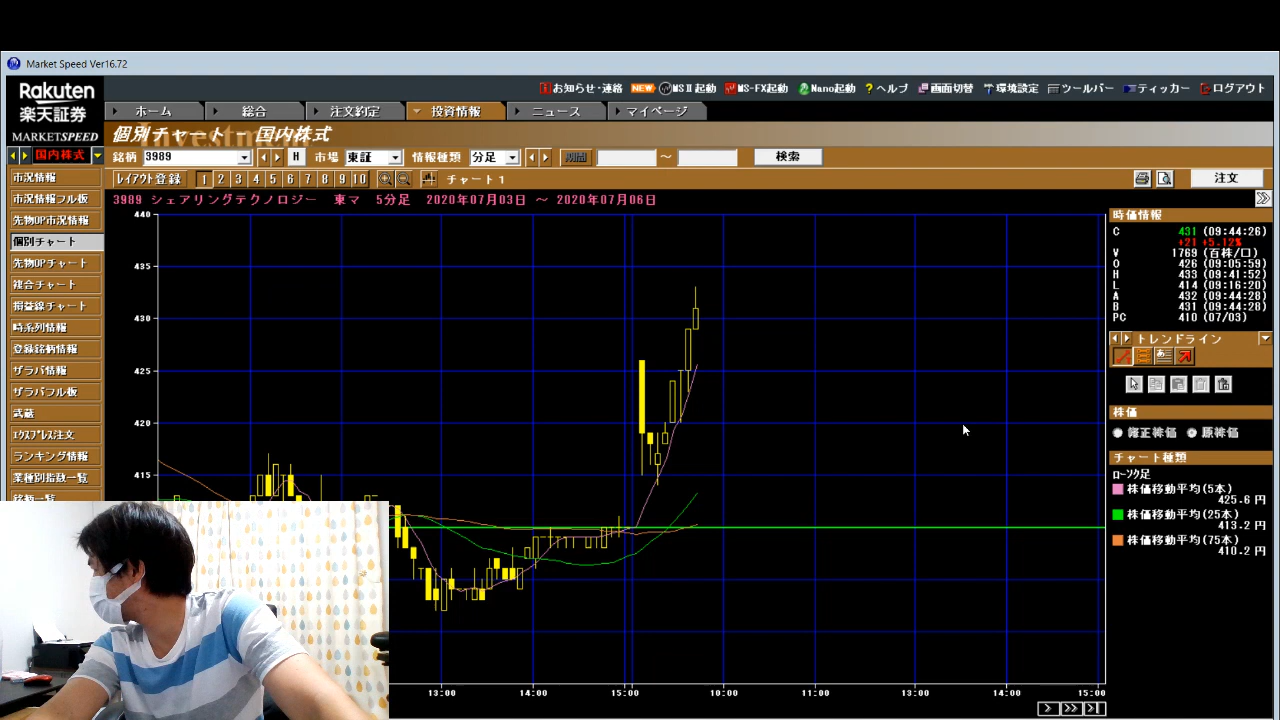 Market Speed Ver16.72
Rakuten
楽天証券
MARKETSPEED
お知らせ・連絡 NEW MSⅡ起動 MS-FX起動 Nano起動 ? ヘルプ 画面切替 環境設定 ツールバー ティッカー ログアウト
ホーム 総合 注文約定 投資情報 ニュース マイページ
個別チャート - 国内株式
国内株式 銘柄 3989 H 市場 東証 情報種類 分足 期間 ～ 検索
レイアウト登録 1 2 3 4 5 6 7 8 9 10 チャート1 注文
3989 シェアリングテクノロジー 東マ 5分足 2020年07月03日 ～ 2020年07月06日
市況情報
市況情報フル板
先物OP市況情報
個別チャート
先物OPチャート
複合チャート
損益線チャート
時系列情報
登録銘柄情報
ザラバ情報
ザラバフル板
武蔵
エクスプレス注文
ランキング情報
業種別指数一覧
銘柄一覧
440
435
430
425
420
415
13:00 14:00 15:00 10:00 11:00 13:00 14:00 15:00
時価情報
C 431 (09:44:26)
+21 +5.12%
V 1769 (百株/口)
O 426 (09:05:59)
H 433 (09:41:52)
L 414 (09:16:20)
A 432 (09:44:28)
B 431 (09:44:28)
PC 410 (07/03)
トレンドライン
株価
修正株価 原株価
チャート種類
ローソク足
株価移動平均(5本)
425.6 円
株価移動平均(25本)
413.2 円
株価移動平均(75本)
410.2 円